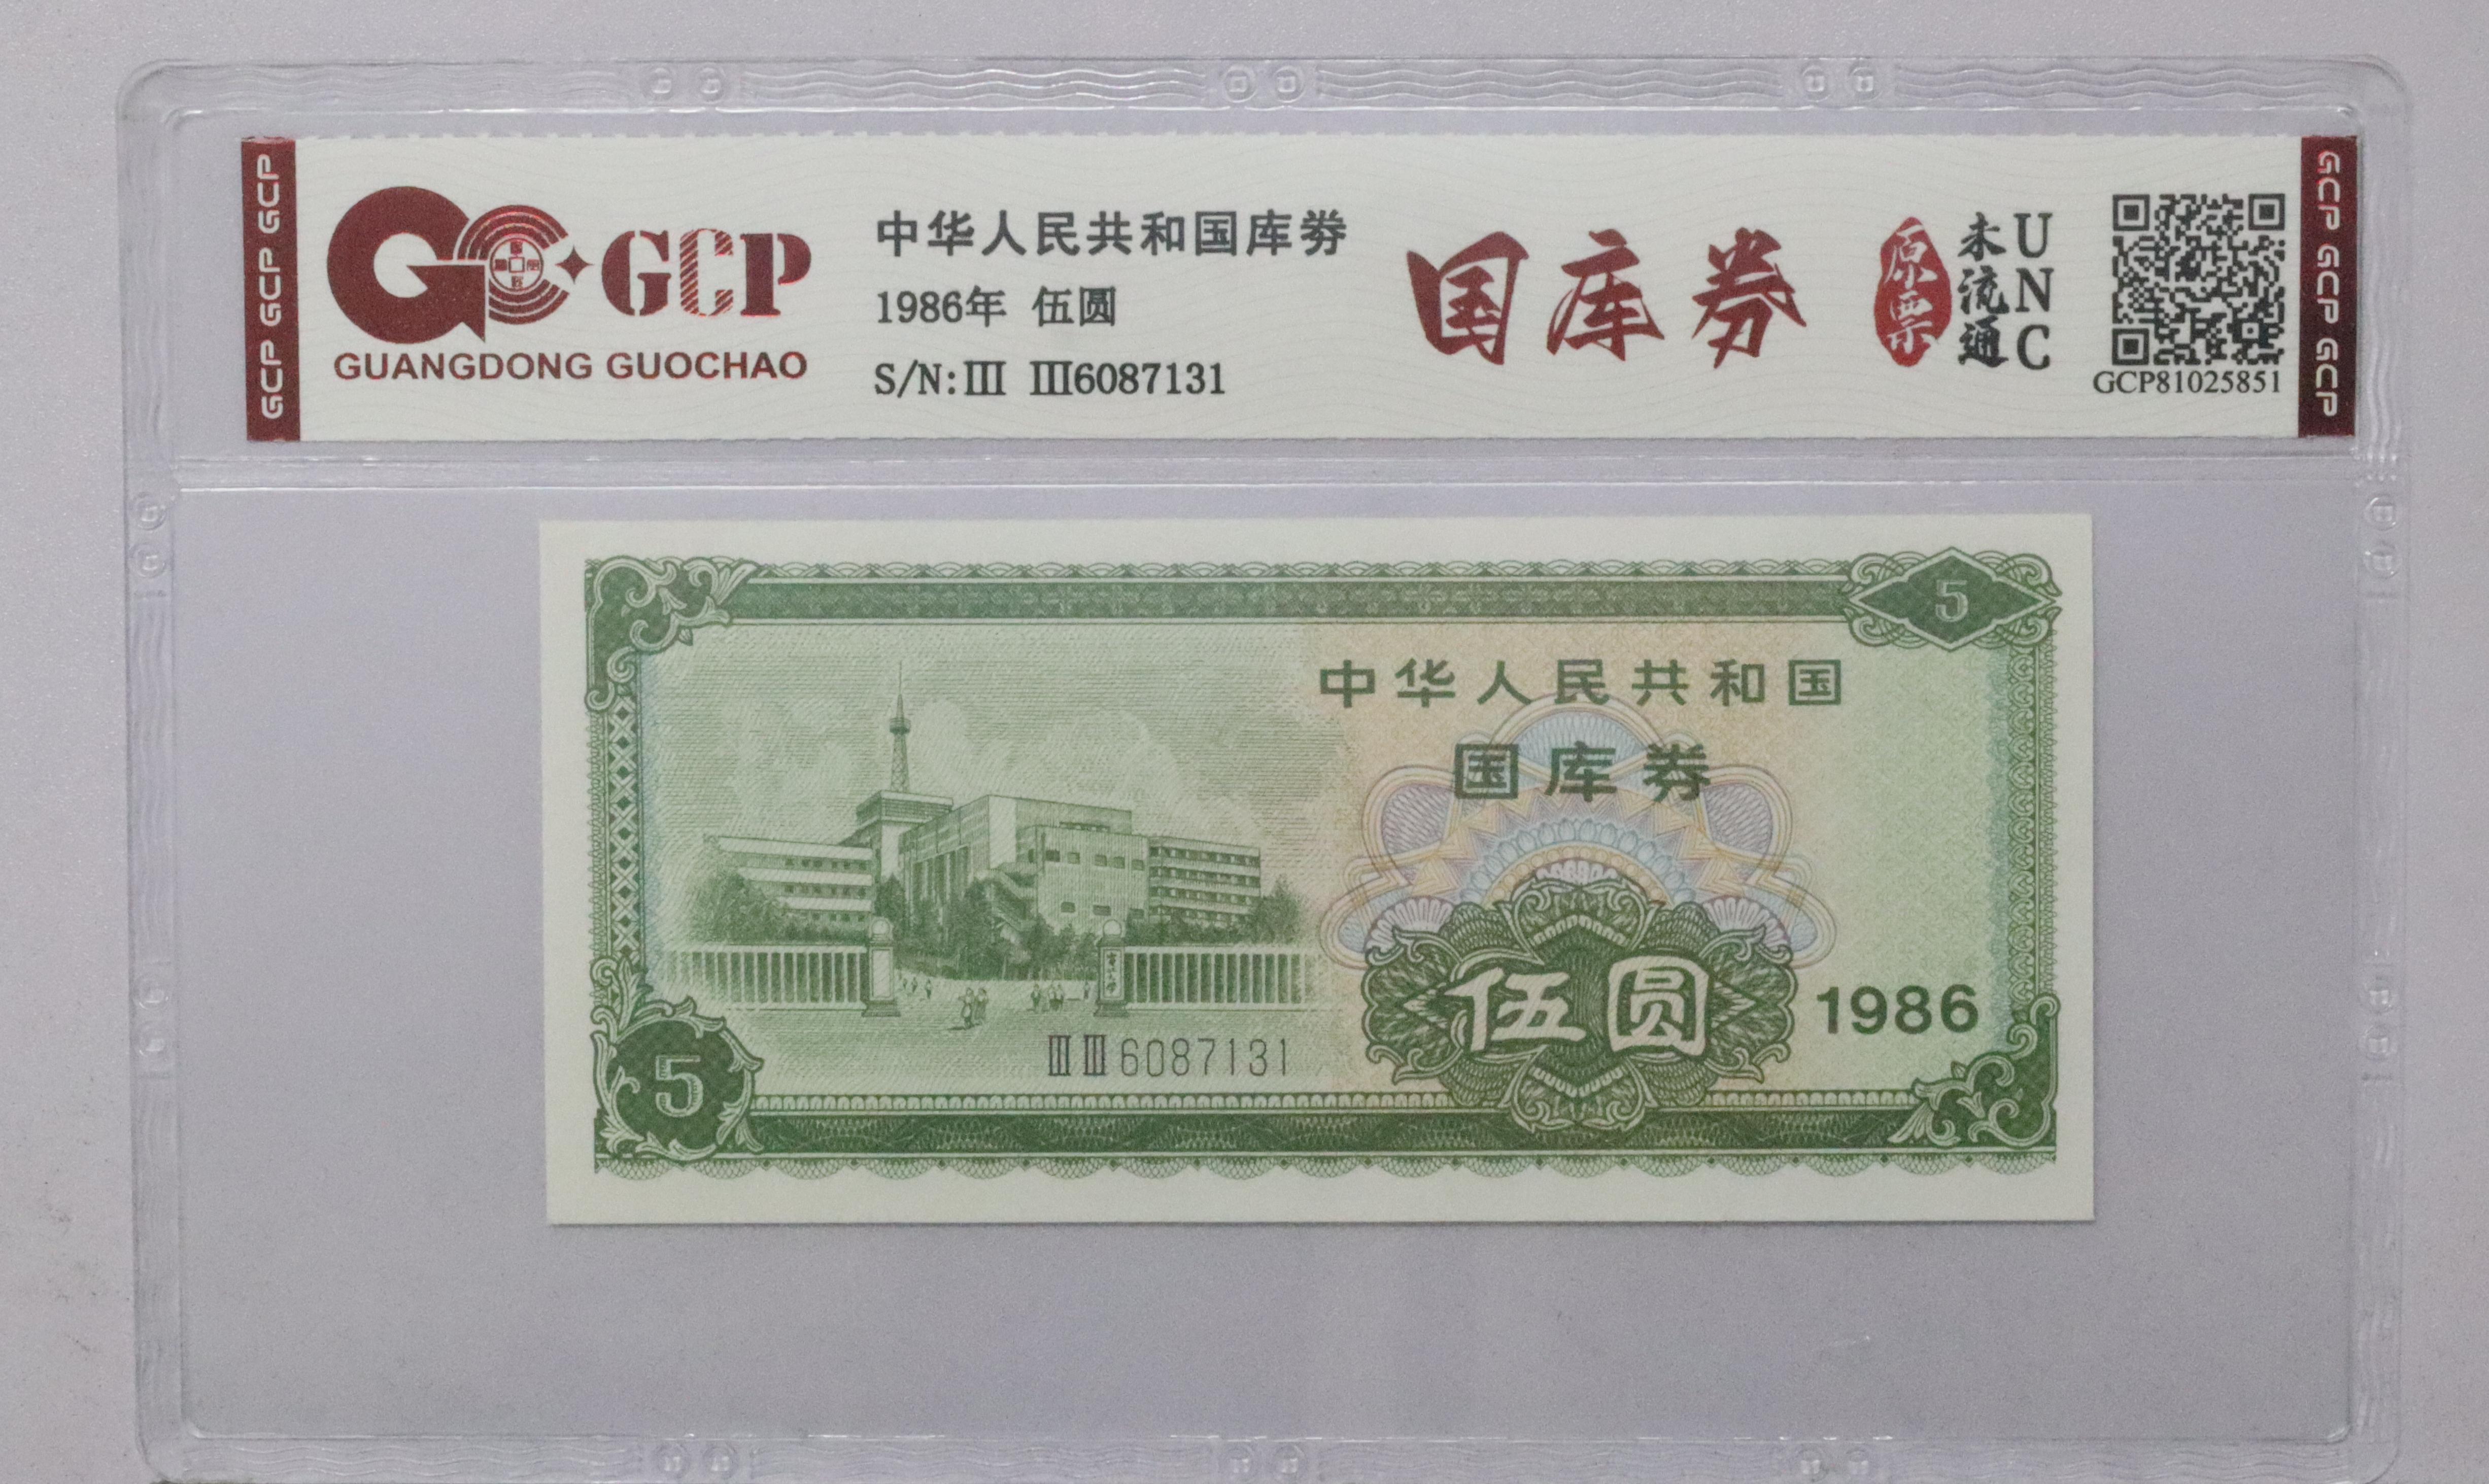 GCP GCP GCP
GCP
GUANGDONG GUOCHAO
中华人民共和国库券
1986年 伍圆
S/N:Ⅲ Ⅲ6087131
国库券
原票
未流通
UNC
GCP81025851
GCP GCP GCP
5
中华人民共和国
国库券
伍圆
1986
ⅢⅢ6087131
5